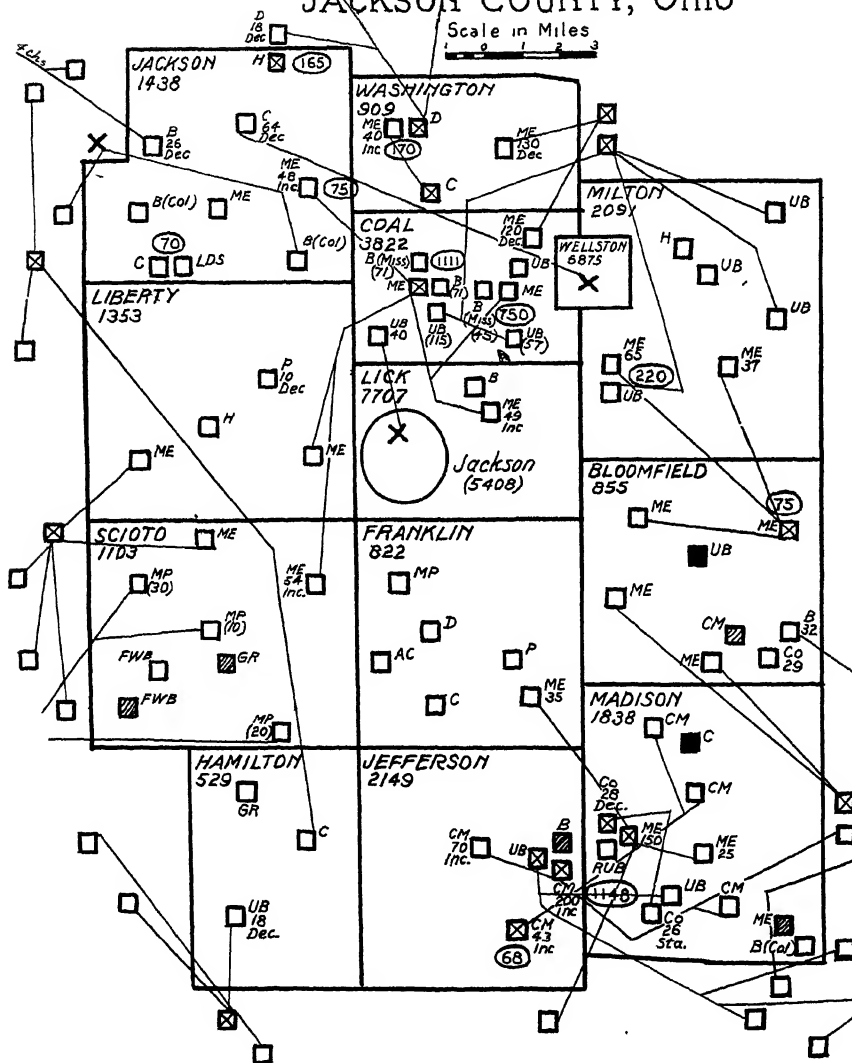 JACKSON COUNTY, Ohio
Scale in Miles
1 0 1 2 3
D
18
Dec
4 chs
JACKSON
1438
H
165
B
26
Dec
C
64
Dec
ME
48
Inc
75
B(Col)
ME
70
C
LDS
B(Col)
WASHINGTON
909
ME
40
Inc
170
D
C
ME
130
Dec
COAL
3822
ME
120
Dec
B(Miss)
(71)
1111
ME
B
(71)
UB
(115)
B
(Miss)
(45)
ME
UB
750
UB
(57)
UB
40
WELLSTON
6875
MILTON
2091
UB
H
UB
UB
ME
65
220
UB
ME
37
LIBERTY
1353
P
10
Dec
H
ME
ME
LICK
7707
B
ME
49
Inc
Jackson
(5408)
BLOOMFIELD
855
ME
75
ME
UB
ME
CM
B
32
ME
Co
29
SCIOTO
1103
ME
MP
(30)
ME
54
Inc.
MP
(10)
FWB
GR
FWB
MP
(20)
FRANKLIN
822
MP
D
AC
P
C
ME
35
MADISON
1838
CM
C
Co
28
Dec.
CM
ME
150
RUB
ME
25
UB
CM
Co
26
Sta.
ME
B(Col)
1148
HAMILTON
529
GR
C
UB
18
Dec.
JEFFERSON
2149
CM
70
Inc.
UB
B
CM
200
Inc
CM
43
Inc
68